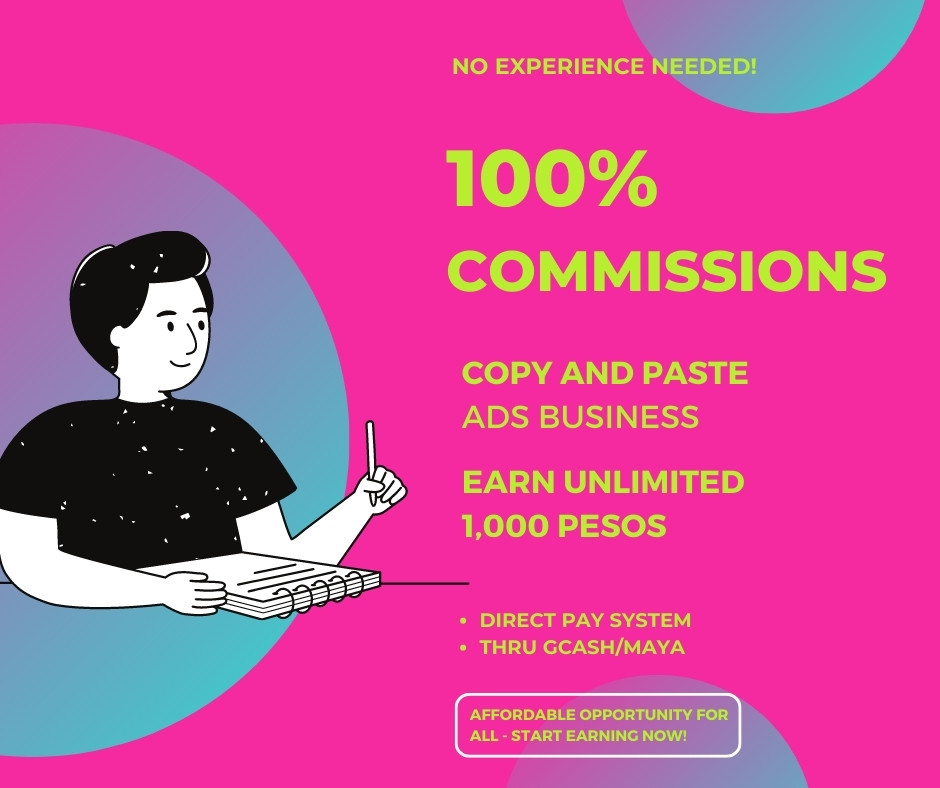 NO EXPERIENCE NEEDED!
100%
COMMISSIONS
COPY AND PASTE
ADS BUSINESS
EARN UNLIMITED
1,000 PESOS
• DIRECT PAY SYSTEM
• THRU GCASH/MAYA
AFFORDABLE OPPORTUNITY FOR
ALL - START EARNING NOW!